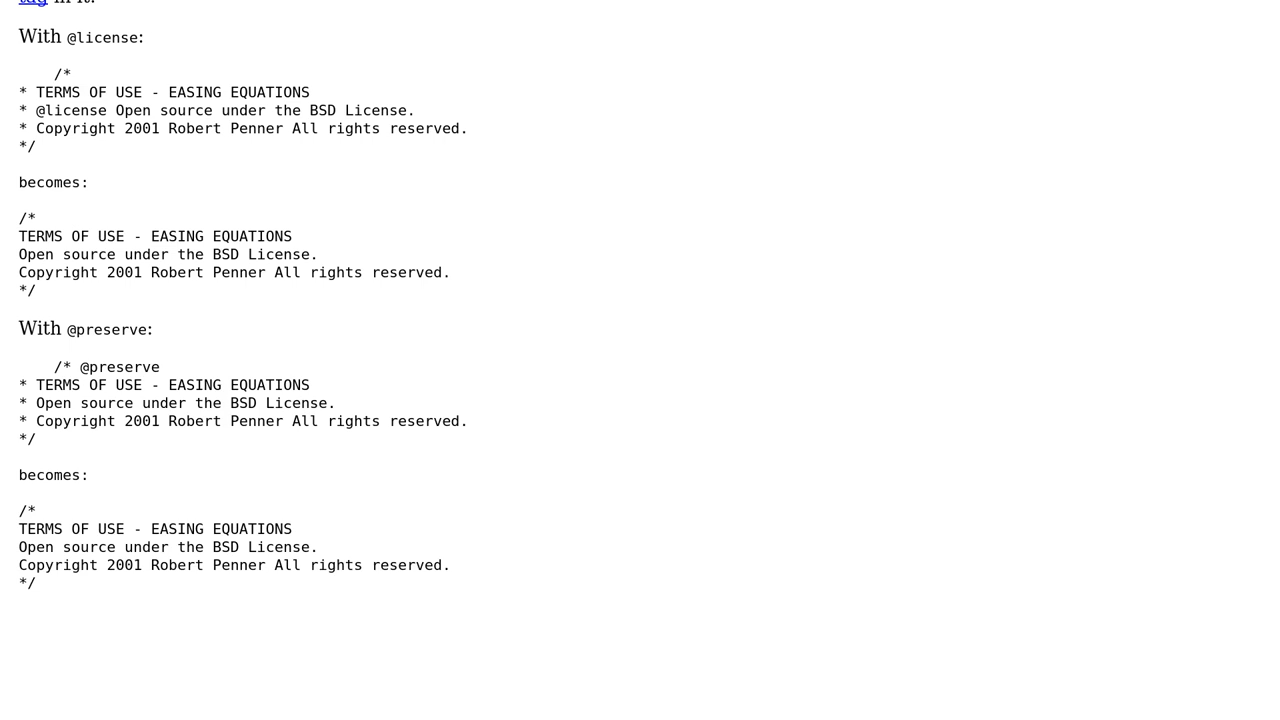 tag in it.
With @license:
/*
* TERMS OF USE - EASING EQUATIONS
* @license Open source under the BSD License.
* Copyright 2001 Robert Penner All rights reserved.
*/
becomes:
/*
TERMS OF USE - EASING EQUATIONS
Open source under the BSD License.
Copyright 2001 Robert Penner All rights reserved.
*/
With @preserve:
/* @preserve
* TERMS OF USE - EASING EQUATIONS
* Open source under the BSD License.
* Copyright 2001 Robert Penner All rights reserved.
*/
becomes:
/*
TERMS OF USE - EASING EQUATIONS
Open source under the BSD License.
Copyright 2001 Robert Penner All rights reserved.
*/